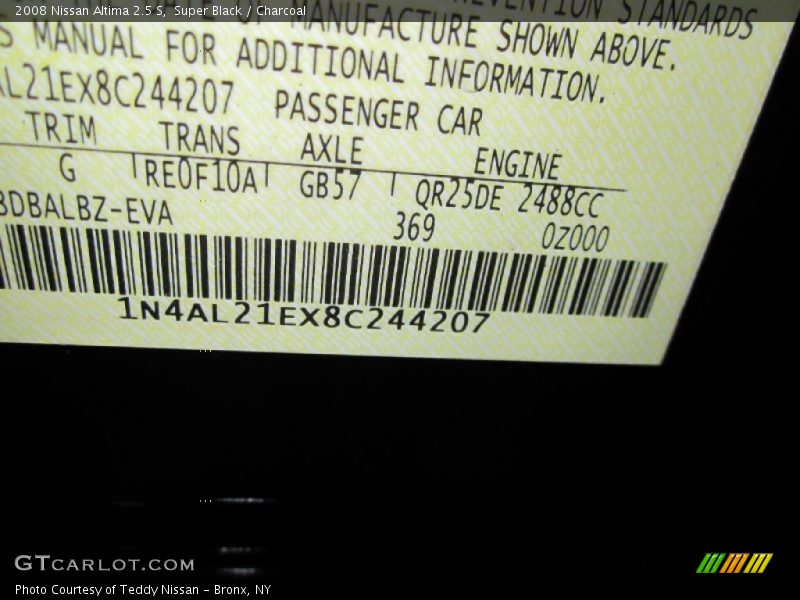 2008 Nissan Altima 2.5 S, Super Black / Charcoal
STANDARDS
MANUFACTURE SHOWN ABOVE.
S MANUAL FOR ADDITIONAL INFORMATION.
AL21EX8C244207 PASSENGER CAR
TRIM TRANS AXLE ENGINE
G RE0F10A GB57 QR25DE 2488CC
BDBALBZ-EVA 369 0Z000
1N4AL21EX8C244207
GTCARLOT.COM
Photo Courtesy of Teddy Nissan - Bronx, NY